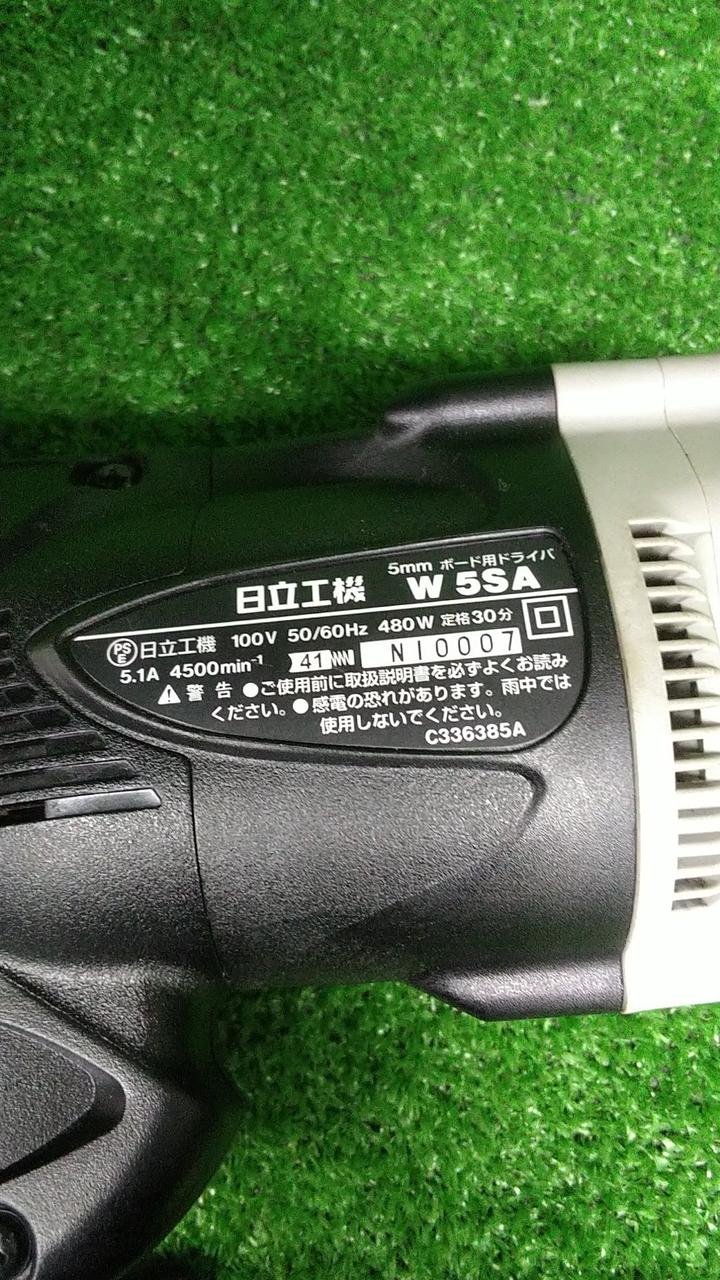 5mm ボード用ドライバ
日立工機 W 5SA
PSE 日立工機 100V 50/60Hz 480W 定格30分
5.1A 4500min-1 41 N10007
警告 ●ご使用前に取扱説明書を必ずよくお読み
ください。●感電の恐れがあります。雨中では
使用しないでください。
C336385A